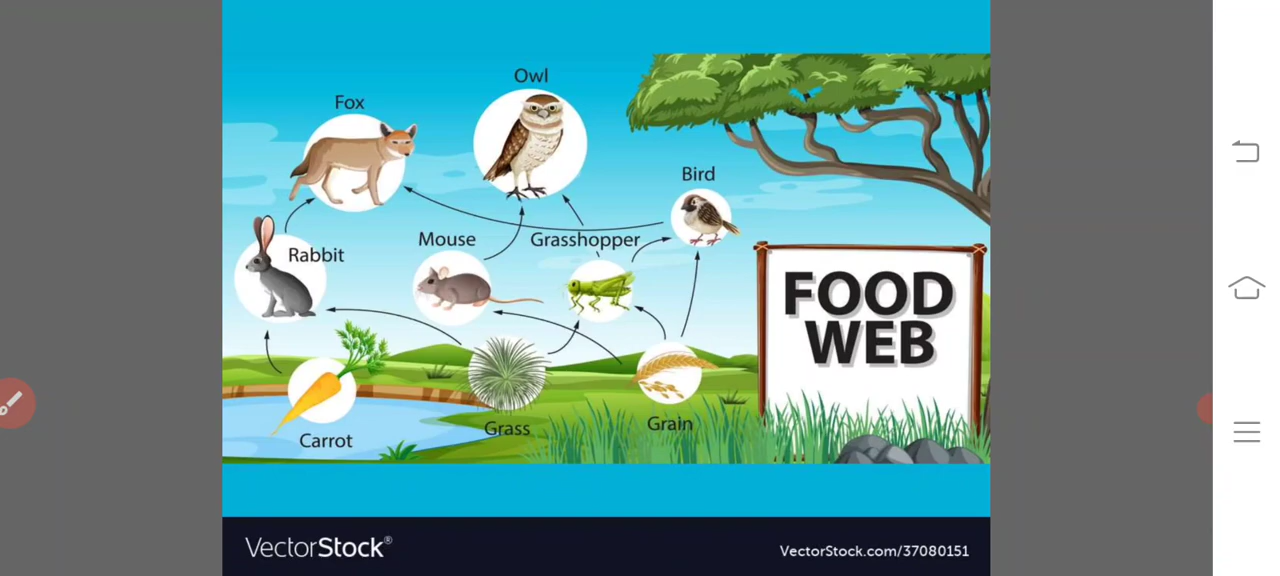 Owl
Fox
Bird
Mouse
Grasshopper
Rabbit
FOOD
WEB
Grain
Grass
Carrot
VectorStock®
VectorStock.com/37080151